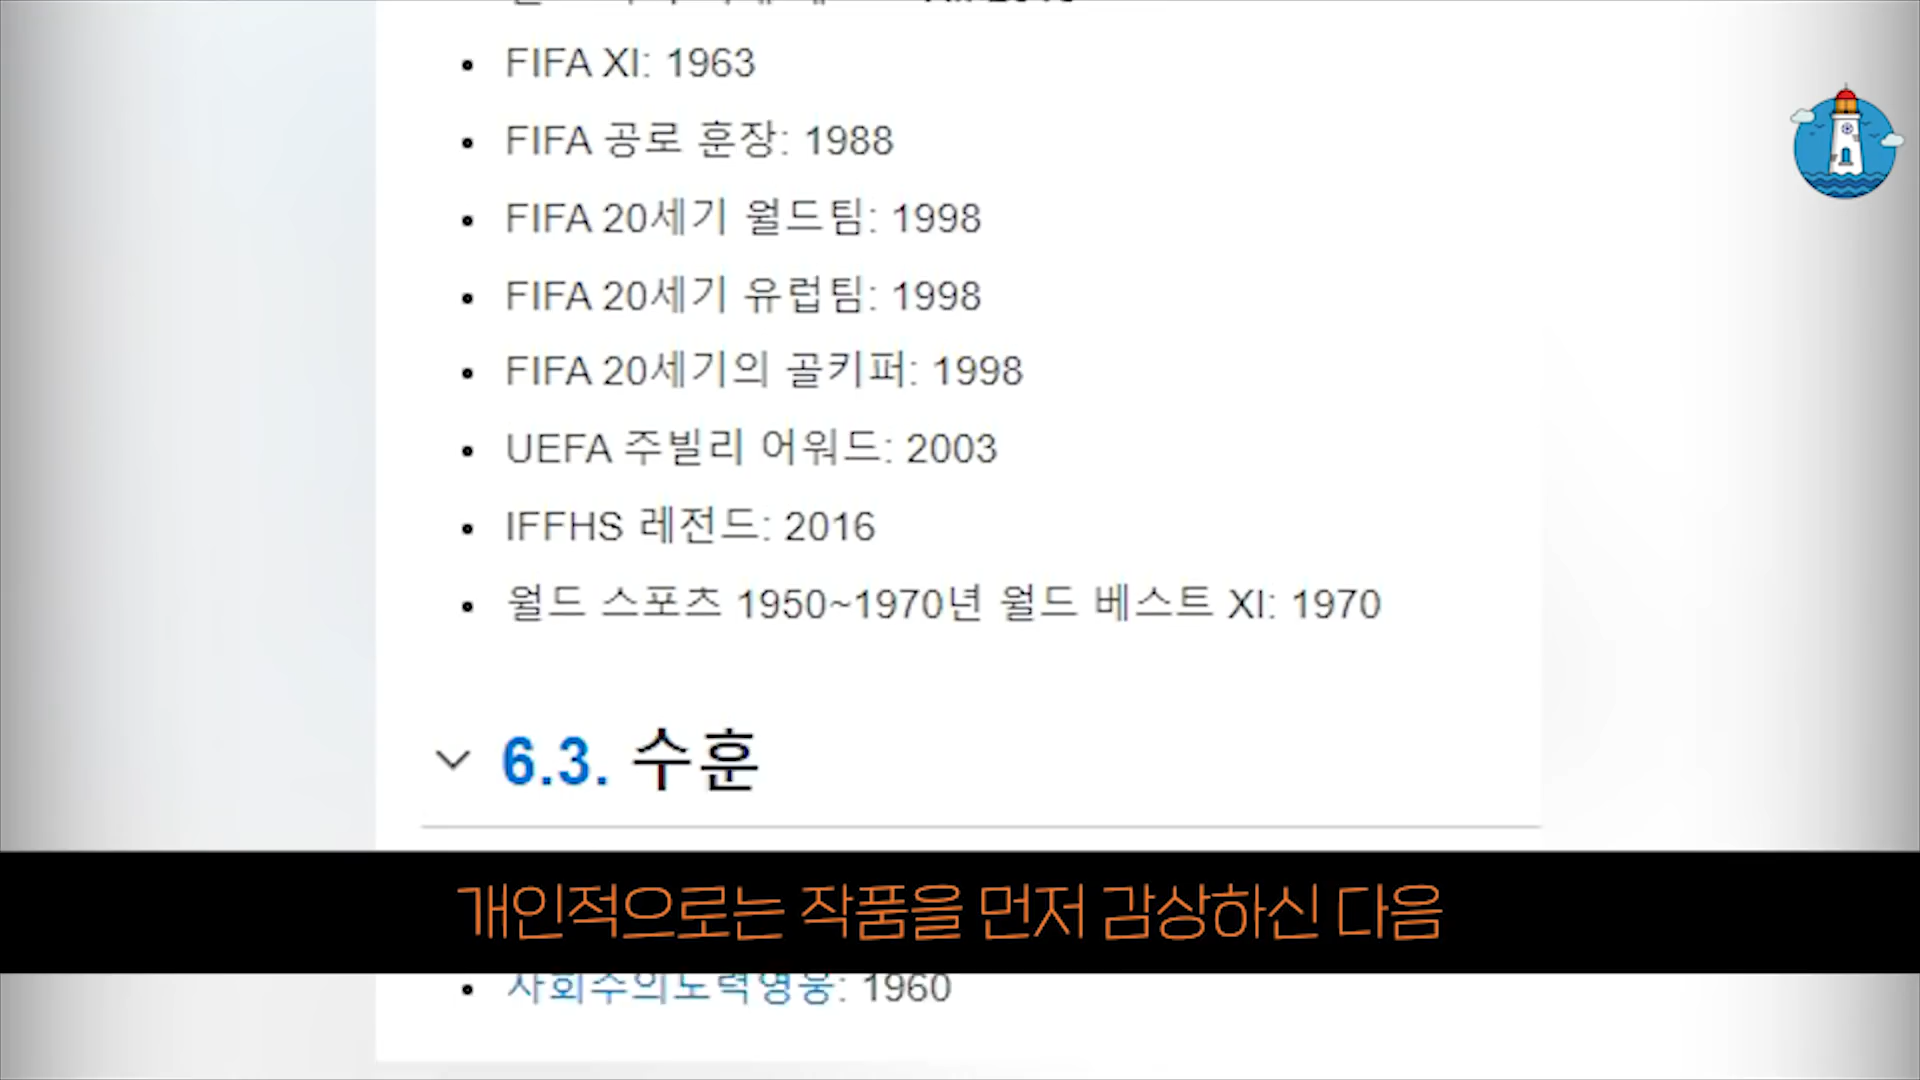 FIFA XI: 1963
FIFA 공로 훈장: 1988
FIFA 20세기 월드팀: 1998
FIFA 20세기 유럽팀: 1998
FIFA 20세기의 골키퍼: 1998
UEFA 주빌리 어워드: 2003
IFFHS 레전드: 2016
월드 스포츠 1950~1970년 월드 베스트 XI: 1970
6.3. 수훈
개인적으로는 작품을 먼저 감상하신 다음
사회주의노력영웅: 1960